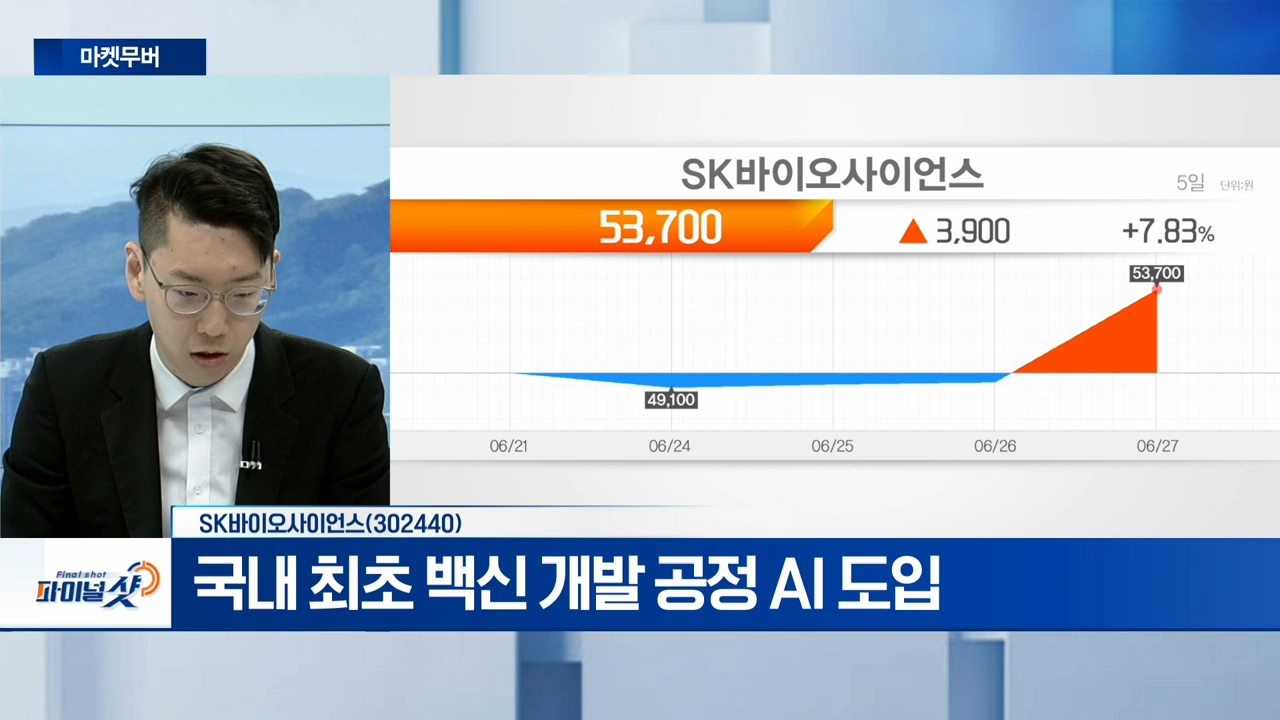 마켓무버
SK바이오사이언스
5일 단위:원
53,700 ▲ 3,900 +7.83%
53,700
49,100
06/21 06/24 06/25 06/26 06/27
SK바이오사이언스(302440)
Final shot
파이널샷
국내 최초 백신 개발 공정 AI 도입